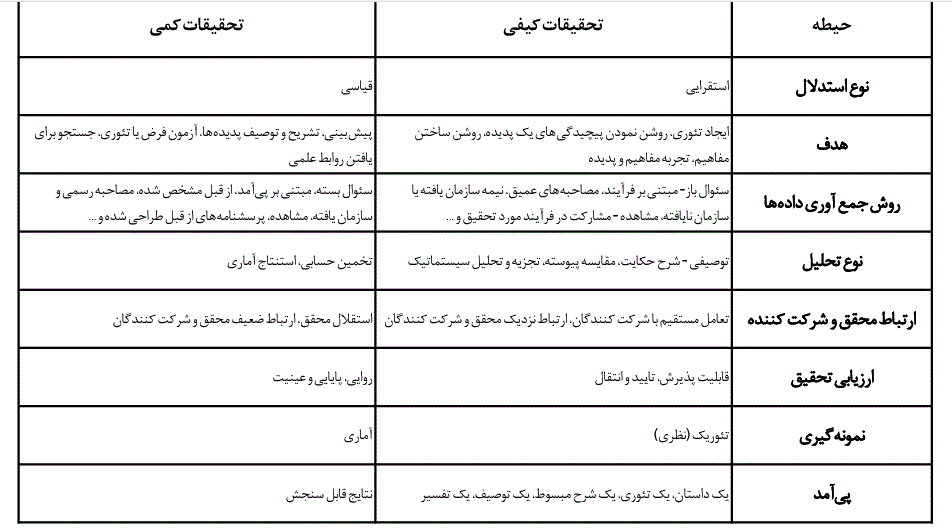 حیطه
تحقیقات کیفی
تحقیقات کمی
نوع استدلال
استقرایی
قیاسی
هدف
ایجاد تئوری، روشن نمودن پیچیدگی‌های یک پدیده، روشن ساختن
مفاهیم، تجربه مفاهیم و پدیده
پیش‌بینی، تشریح و توصیف پدیده‌ها، آزمون فرض یا تئوری، جستجو برای
یافتن روابط علمی
روش جمع آوری داده‌ها
سئوال باز- مبتنی بر فرآیند، مصاحبه‌های عمیق، نیمه سازمان یافته یا
سازمان نایافته، مشاهده - مشارکت در فرآیند مورد تحقیق و ...
سئوال بسته، مبتنی بر پی‌آمد، از قبل مشخص شده، مصاحبه رسمی و
سازمان یافته، مشاهده، پرسشنامه‌های از قبل طراحی شده و ...
نوع تحلیل
توصیفی - شرح حکایت، مقایسه پیوسته، تجزیه و تحلیل سیستماتیک
تخمین حسابی، استنتاج آماری
ارتباط محقق و شرکت کننده
تعامل مستقیم با شرکت کنندگان، ارتباط نزدیک محقق و شرکت کنندگان
استقلال محقق، ارتباط ضعیف محقق و شرکت کنندگان
ارزیابی تحقیق
قابلیت پذیرش، تایید و انتقال
روایی، پایایی و عینیت
نمونه گیری
تئوریک (نظری)
آماری
پی‌آمد
یک داستان، یک تئوری، یک شرح مبسوط، یک توصیف، یک تفسیر
نتایج قابل سنجش